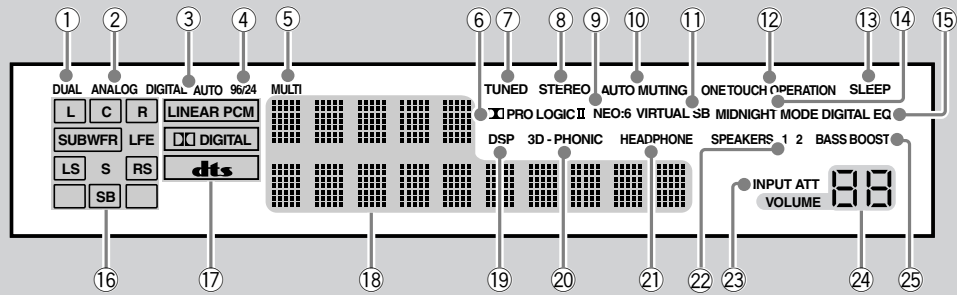 ① ② ③ ④ ⑤ ⑥ ⑦ ⑧ ⑨ ⑩ ⑪ ⑫ ⑬ ⑭ ⑮
DUAL ANALOG DIGITAL AUTO 96/24 MULTI TUNED STEREO AUTO MUTING ONE TOUCH OPERATION SLEEP
L C R LINEAR PCM PRO LOGIC II NEO:6 VIRTUAL SB MIDNIGHT MODE DIGITAL EQ
SUBWFR LFE DIGITAL DSP 3D - PHONIC HEADPHONE SPEAKERS 1 2 BASS BOOST
LS S RS dts
INPUT ATT 88
SB VOLUME
⑯ ⑰ ⑱ ⑲ ⑳ ㉑ ㉒ ㉓ ㉔ ㉕